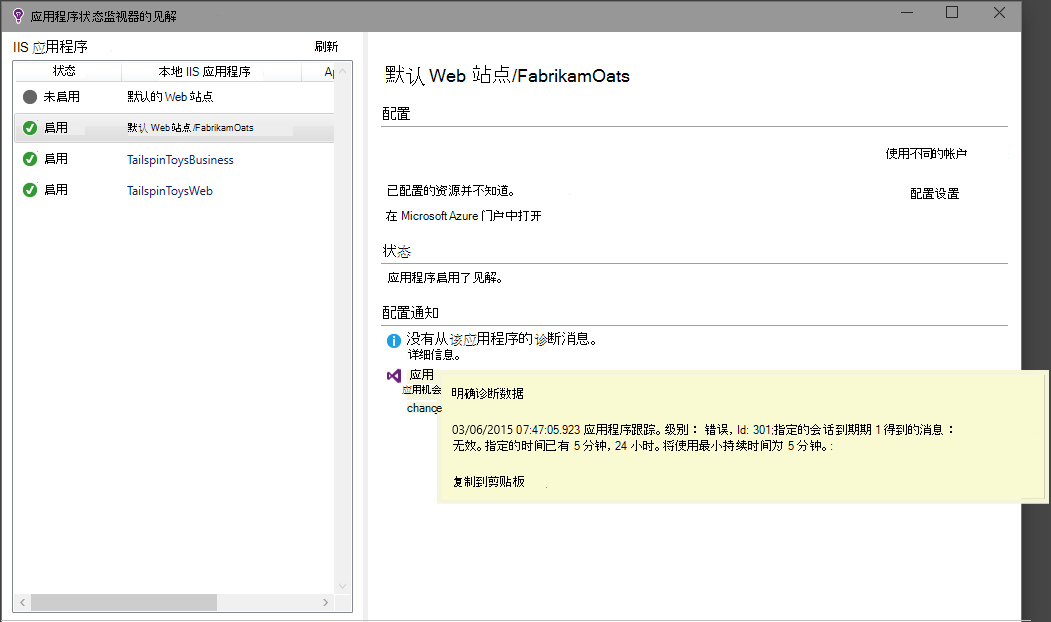 应用程序状态监视器的见解
IIS 应用程序
刷新
状态
本地 IIS 应用程序
未启用
默认的 Web 站点
启用
默认 Web 站点/FabrikamOats
启用
TailspinToysBusiness
启用
TailspinToysWeb
默认 Web 站点/FabrikamOats
配置
使用不同的帐户
已配置的资源并不知道。
配置设置
在 Microsoft Azure 门户中打开
状态
应用程序启用了见解。
配置通知
没有从该应用程序的诊断消息。
详细信息。
应用
应用机会
chance
明确诊断数据
03/06/2015 07:47:05.923 应用程序跟踪。级别： 错误, Id: 301;指定的会话到期期 1 得到的消息：
无效。指定的时间已有 5 分钟, 24 小时。将使用最小持续时间为 5 分钟。:
复制到剪贴板